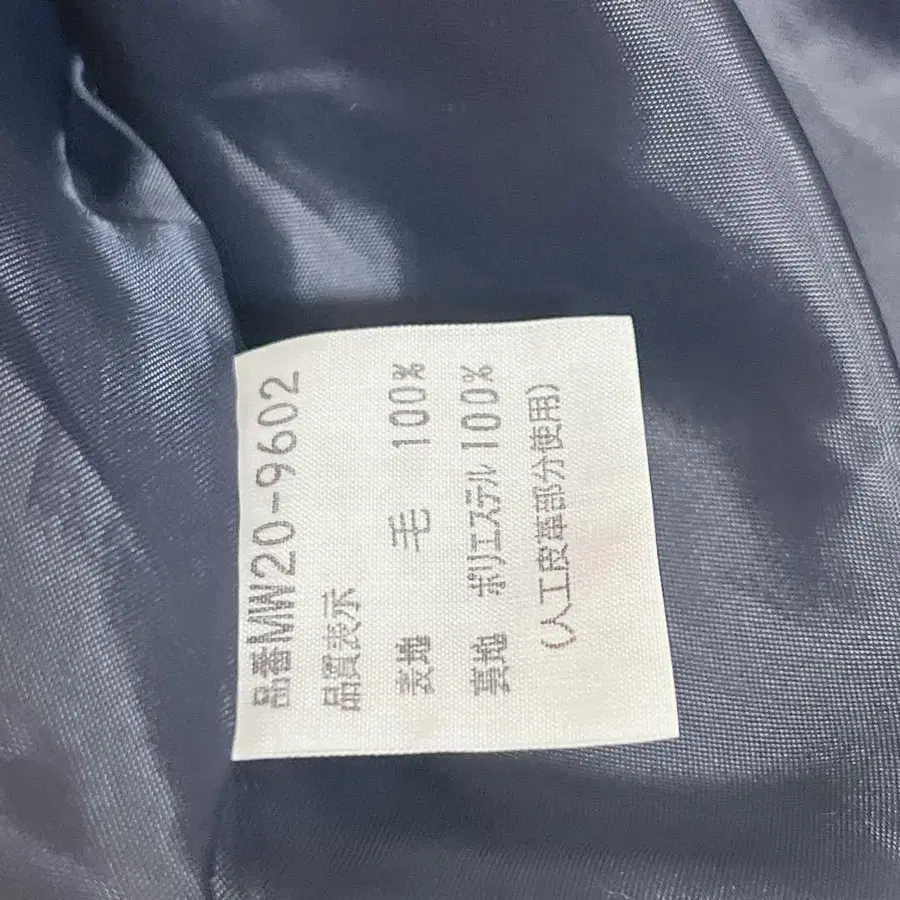 品番MW20-9602
品質表示
表地 毛 100%
裏地 ポリエステル100%
(人工皮革部分使用)